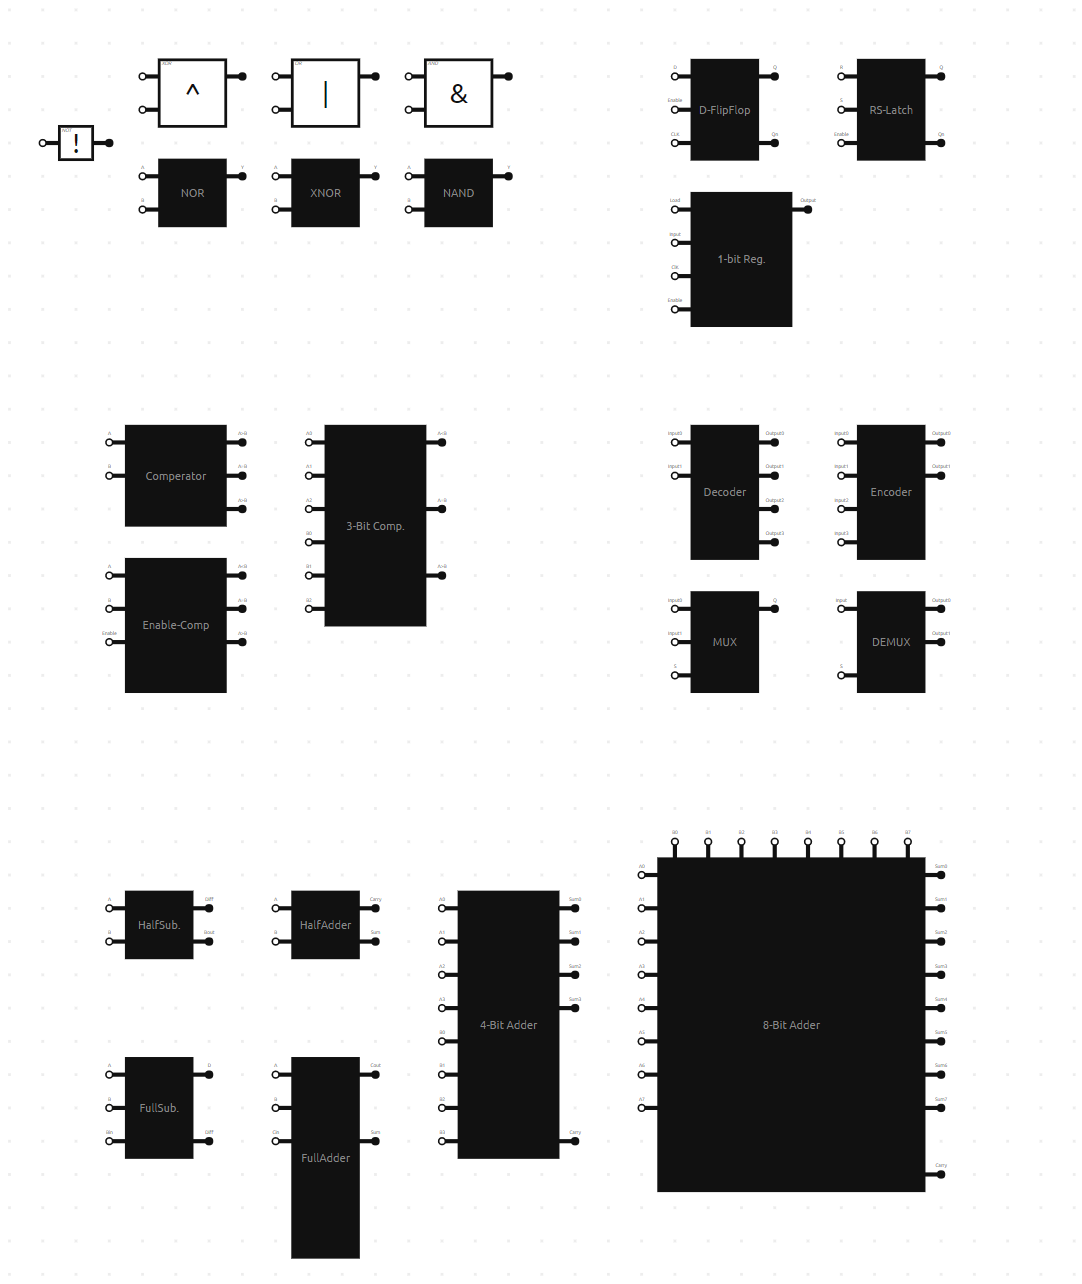 XOR
^
OR
|
AND
&
NOT
!
A
B
Y
NOR
A
B
Y
XNOR
A
B
X
NAND
D
Enable
CLK
Q
Qn
D-FlipFlop
R
S
Enable
Q
Qn
RS-Latch
Load
Input
Enable
Output
1-bit Reg.
A
B
Comperator
A0
A1
A2
B0
B1
B2
3-Bit Comp.
A
B
Enable
Enable-Comp
Input0
Input1
Output0
Output1
Output2
Output3
Decoder
Input0
Input1
Input2
Input3
Output0
Output1
Encoder
Input0
Input1
S
Q
MUX
Input
S
Output0
Output1
DEMUX
A
B
Diff
Bout
HalfSub.
A
B
Carry
Sum
HalfAdder
A0
A1
A2
A3
B0
B1
B2
B3
Sum0
Sum1
Sum2
Sum3
Carry
4-Bit Adder
B0 B1 B2 B3 B4 B5 B6 B7
A0
A1
A2
A3
A4
A5
A6
A7
Sum0
Sum1
Sum2
Sum3
Sum4
Sum5
Sum6
Sum7
Carry
8-Bit Adder
A
B
Bin
D
Diff
FullSub.
A
B
Cin
Cout
Sum
FullAdder